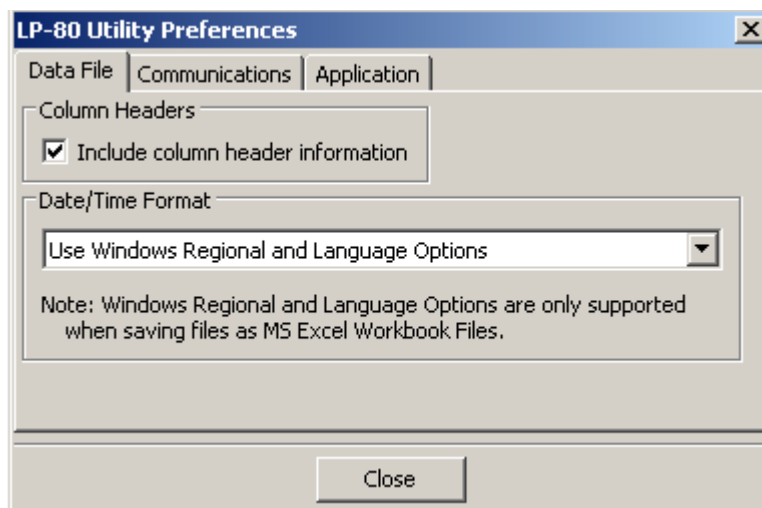 LP-80 Utility Preferences
Data File Communications Application
Column Headers
Include column header information
Date/Time Format
Use Windows Regional and Language Options
Note: Windows Regional and Language Options are only supported
when saving files as MS Excel Workbook Files.
Close